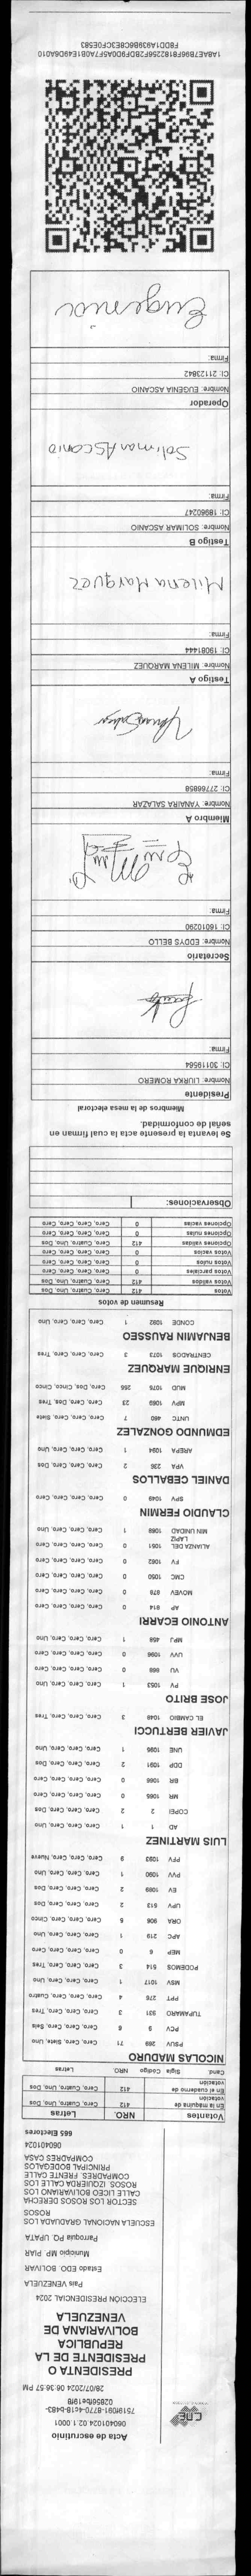 CNE
Acta de escrutinio
060401024.02.1.0001
7519f091-8770-4c18-b483-
02856fbe19f8
28/07/2024 06:36:57 PM
PRESIDENTA O
PRESIDENTE DE LA
REPUBLICA
BOLIVARIANA DE
VENEZUELA
ELECCIÓN PRESIDENCIAL 2024
Pais VENEZUELA
Estado EDO. BOLIVAR
Municipio MP. PIAR
Parroquia PQ. UPATA
ESCUELA NACIONAL GRADUADA LOS
ROSOS
SECTOR LOS ROSOS DERECHA
CALLE LICEO BOLIVARIANO LOS
ROSOS. IZQUIERDA CALLE LOS
COMPADRES. FRENTE CALLE
PRINCIPAL BODEGALOS
COMPADRES CASA
060401024
665 Electores
Votantes NRO. Letras
En la máquina de votación 412 Cero, Cuatro, Uno, Dos
En el cuaderno de votación 412 Cero, Cuatro, Uno, Dos
Cand. Sigla Código NRO. Letras
NICOLAS MADURO
PSUV 269 71 Cero, Cero, Siete, Uno
PCV 9 6 Cero, Cero, Cero, Seis
TUPAMARO 931 3 Cero, Cero, Cero, Tres
PPT 276 4 Cero, Cero, Cero, Cuatro
MSV 1017 1 Cero, Cero, Cero, Uno
PODEMOS 514 3 Cero, Cero, Cero, Tres
MEP 6 0 Cero, Cero, Cero, Cero
APC 219 1 Cero, Cero, Cero, Uno
ORA 906 5 Cero, Cero, Cero, Cinco
UPV 513 2 Cero, Cero, Cero, Dos
EV 1089 2 Cero, Cero, Cero, Dos
PVV 1090 1 Cero, Cero, Cero, Uno
PFV 1093 9 Cero, Cero, Cero, Nueve
LUIS MARTINEZ
AD 1 1 Cero, Cero, Cero, Uno
COPEI 2 2 Cero, Cero, Cero, Dos
MR 1065 0 Cero, Cero, Cero, Cero
BR 1066 0 Cero, Cero, Cero, Cero
DDP 1091 2 Cero, Cero, Cero, Dos
UNE 1095 1 Cero, Cero, Cero, Uno
JAVIER BERTUCCI
EL CAMBIO 1048 3 Cero, Cero, Cero, Tres
JOSE BRITO
PV 1053 1 Cero, Cero, Cero, Uno
VU 868 0 Cero, Cero, Cero, Cero
UVV 1096 0 Cero, Cero, Cero, Cero
MPJ 458 1 Cero, Cero, Cero, Uno
ANTONIO ECARRI
AP 814 0 Cero, Cero, Cero, Cero
MOVEV 878 0 Cero, Cero, Cero, Cero
CMC 1050 0 Cero, Cero, Cero, Cero
FV 1062 0 Cero, Cero, Cero, Cero
ALIANZA DEL LAPIZ 1051 0 Cero, Cero, Cero, Cero
MIN UNIDAD 1088 1 Cero, Cero, Cero, Uno
CLAUDIO FERMIN
SPV 1049 0 Cero, Cero, Cero, Cero
DANIEL CEBALLOS
VPA 236 2 Cero, Cero, Cero, Dos
AREPA 1094 1 Cero, Cero, Cero, Uno
EDMUNDO GONZALEZ
UNTC 460 7 Cero, Cero, Cero, Siete
MPV 1069 23 Cero, Cero, Dos, Tres
MUD 1075 255 Cero, Dos, Cinco, Cinco
ENRIQUE MARQUEZ
CENTRADOS 1073 3 Cero, Cero, Cero, Tres
BENJAMIN RAUSSEO
CONDE 1092 1 Cero, Cero, Cero, Uno
Resumen de votos
Votos 412 Cero, Cuatro, Uno, Dos
Votos validos 412 Cero, Cuatro, Uno, Dos
Votos parciales 0 Cero, Cero, Cero, Cero
Votos nulos 0 Cero, Cero, Cero, Cero
Votos vacios 0 Cero, Cero, Cero, Cero
Opciones validas 412 Cero, Cuatro, Uno, Dos
Opciones nulas 0 Cero, Cero, Cero, Cero
Opciones vacias 0 Cero, Cero, Cero, Cero
Observaciones:
Se levanta la presente acta la cual firman en
señal de conformidad.
Miembros de la mesa electoral
Presidente
Nombre: LIURKA ROMERO
CI: 30119564
Firma:
Secretario
Nombre: EDDYS BELLO
CI: 16010290
Firma:
Miembro A
Nombre: YANAIRA SALAZAR
CI: 27766858
Firma:
Testigo A
Nombre: MILENA MARQUEZ
CI: 19081444
Firma:
Milena Marquez
Testigo B
Nombre: SOLIMAR ASCANIO
CI: 18960247
Firma:
Solimar Ascanio
Operador
Nombre: EUGENIA ASCANIO
CI: 21123642
Firma:
Eugenia
1A8AE7B96F8182256F2BDF9D0A5F7A0B1E49D6A010
F8DD1A939B6C8E3CF0E583